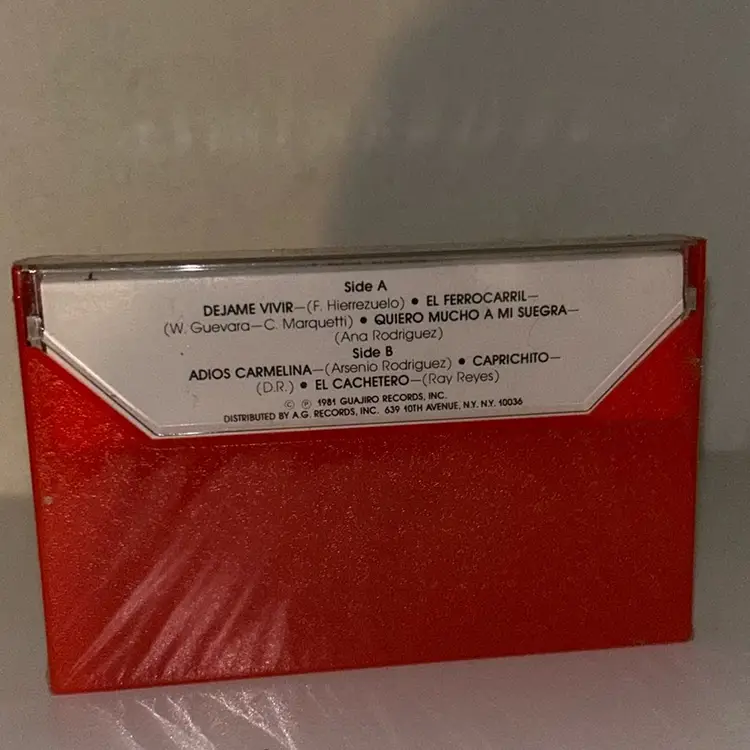 Side A
DEJAME VIVIR—(F. Hierrezuelo) • EL FERROCARRIL—
(W. Guevara—C. Marquetti) • QUIERO MUCHO A MI SUEGRA—
(Ana Rodriguez)
Side B
ADIOS CARMELINA—(Arsenio Rodriguez) • CAPRICHITO—
(D.R.) • EL CACHETERO—(Ray Reyes)
© ℗ 1981 GUAJIRO RECORDS, INC.
DISTRIBUTED BY A.G. RECORDS, INC. 639 10TH AVENUE, N.Y. N.Y. 10036